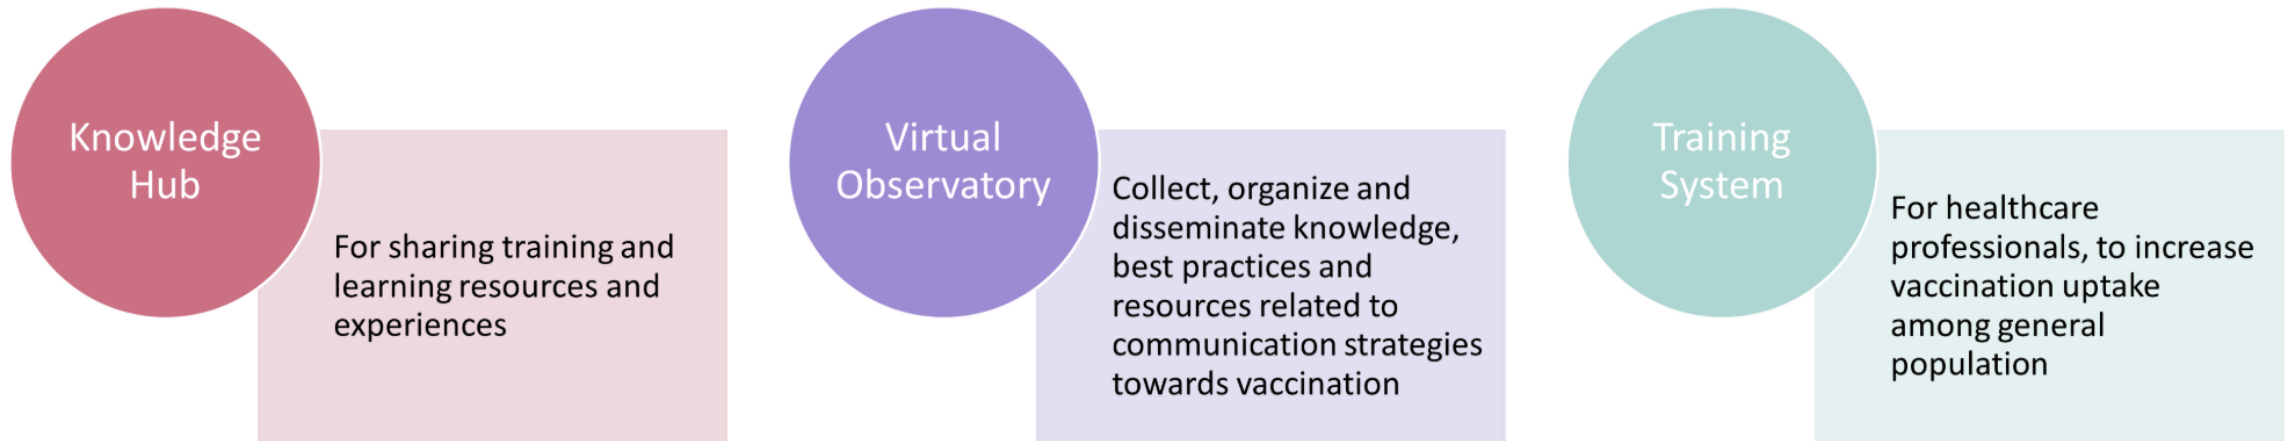 Knowledge
Hub
For sharing training and
learning resources and
experiences
Virtual
Observatory
Collect, organize and
disseminate knowledge,
best practices and
resources related to
communication strategies
towards vaccination
Training
System
For healthcare
professionals, to increase
vaccination uptake
among general
population